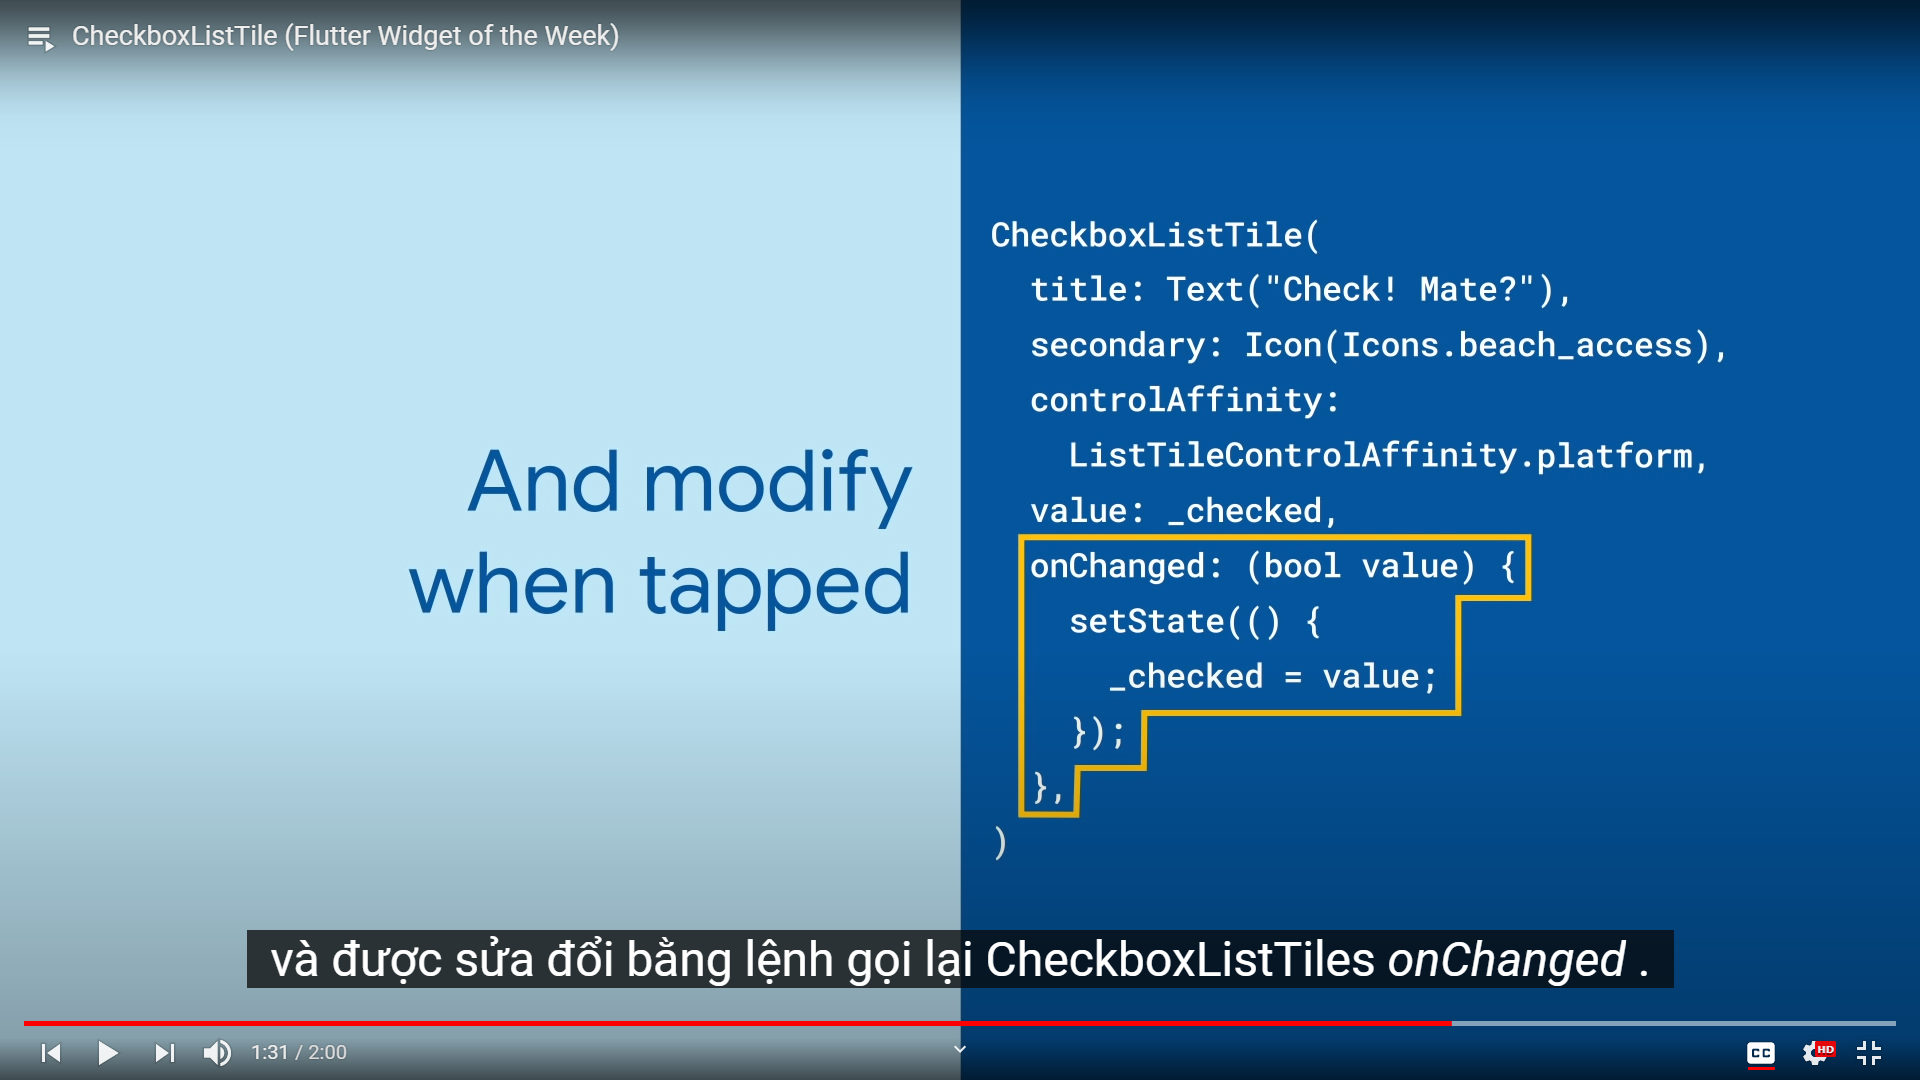 CheckboxListTile (Flutter Widget of the Week)
And modify
when tapped
CheckboxListTile(
title: Text("Check! Mate?"),
secondary: Icon(Icons.beach_access),
controlAffinity:
ListTileControlAffinity.platform,
value: _checked,
onChanged: (bool value) {
setState(() {
_checked = value;
});
},
)
và được sửa đổi bằng lệnh gọi lại CheckboxListTiles onChanged .
1:31 / 2:00
CC
HD